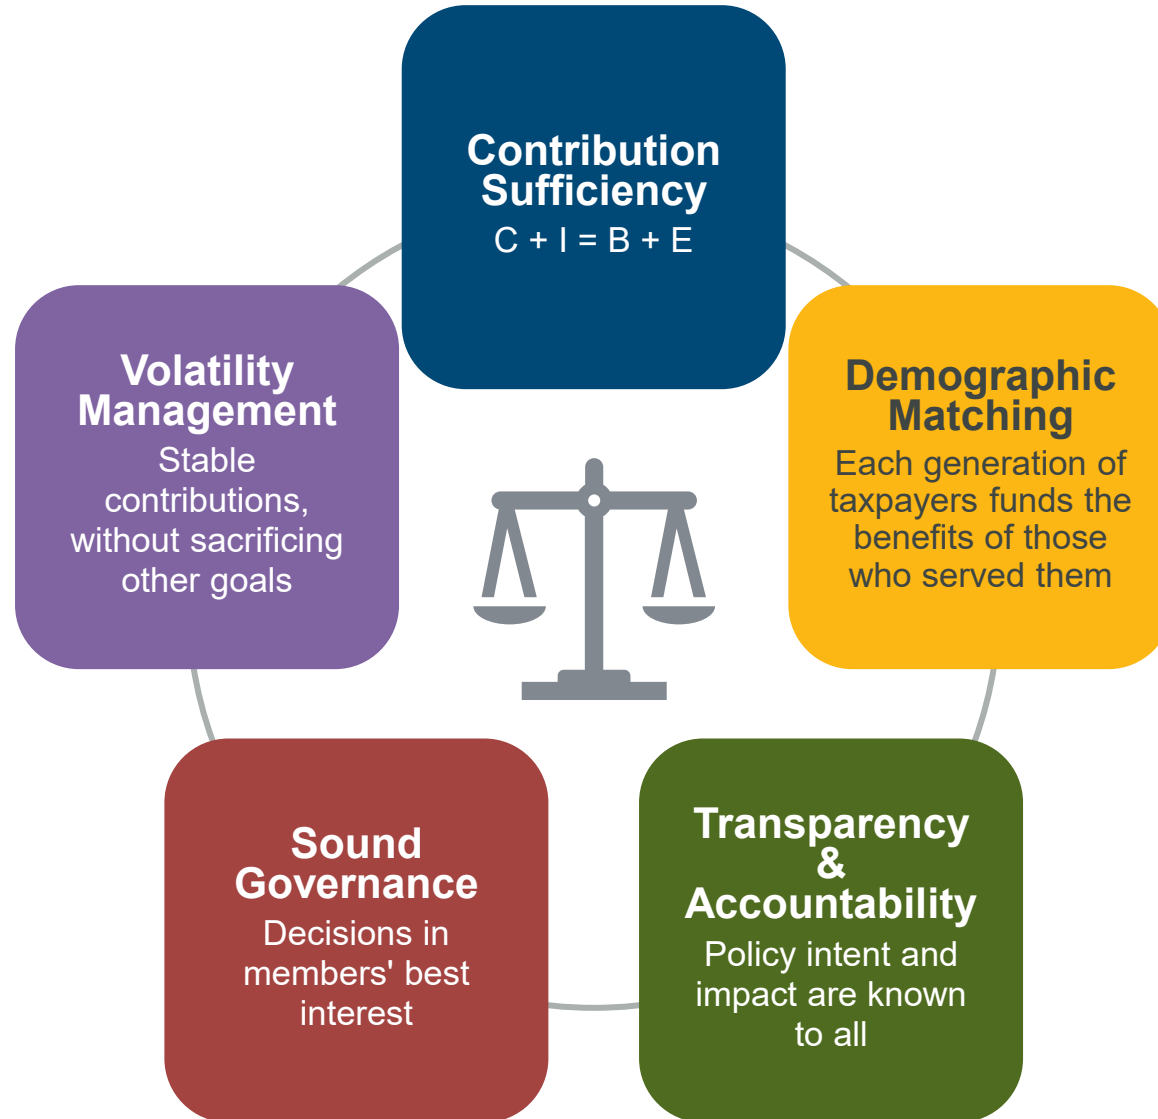 Contribution
Sufficiency
C + I = B + E
Demographic
Matching
Each generation of
taxpayers funds the
benefits of those
who served them
Transparency
&
Accountability
Policy intent and
impact are known
to all
Sound
Governance
Decisions in
members' best
interest
Volatility
Management
Stable
contributions,
without sacrificing
other goals